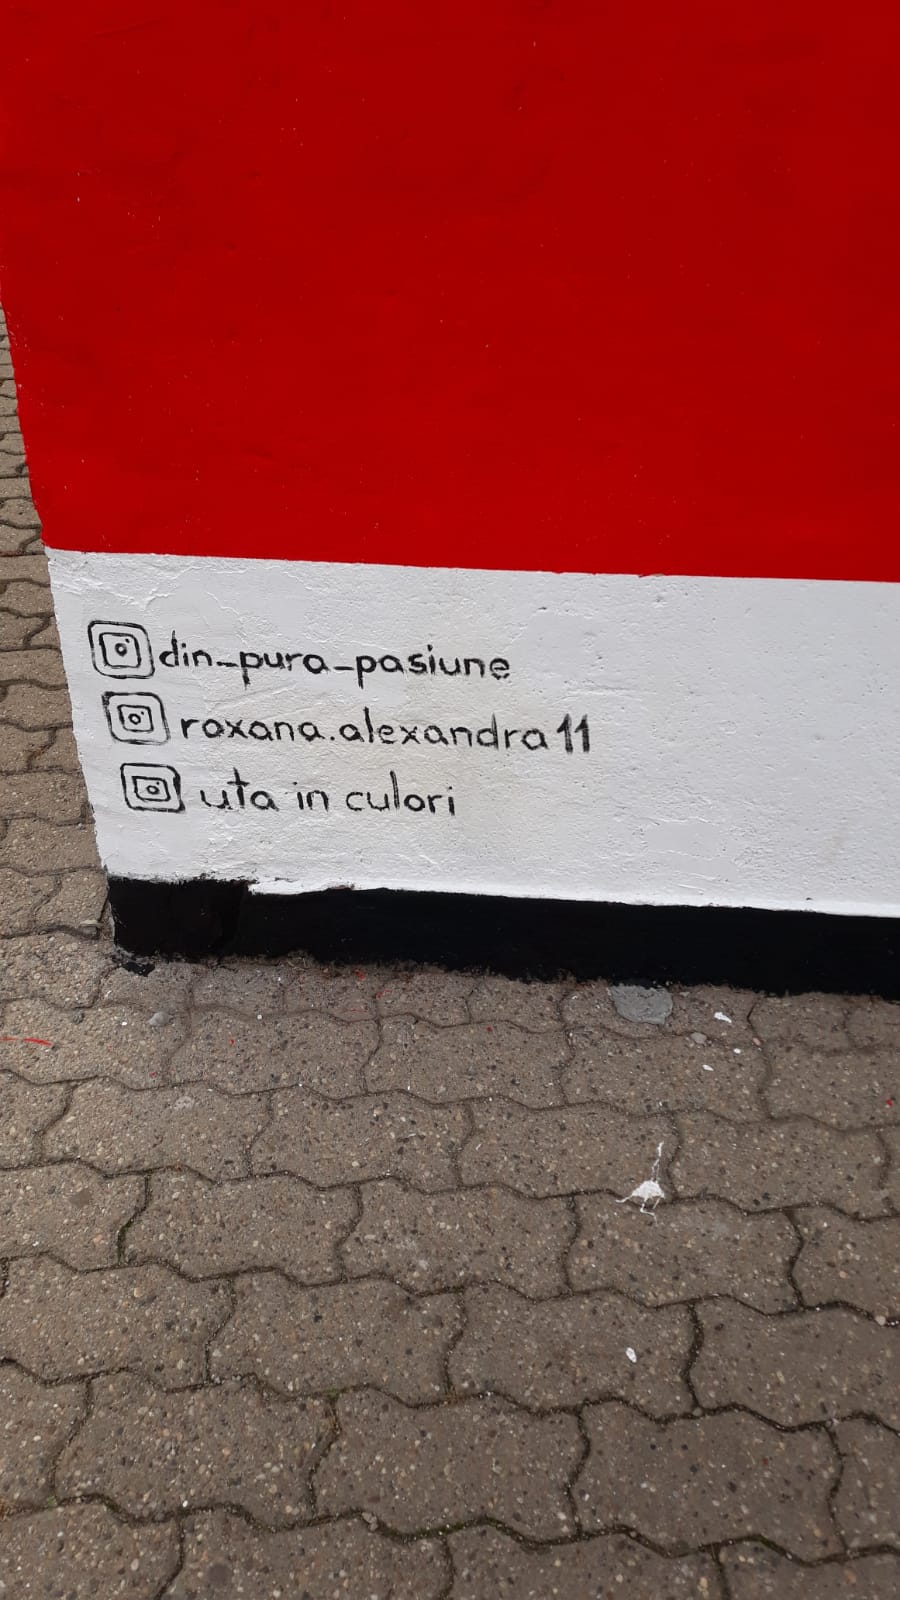 din_pura_pasiune
roxana.alexandra11
uta in culori